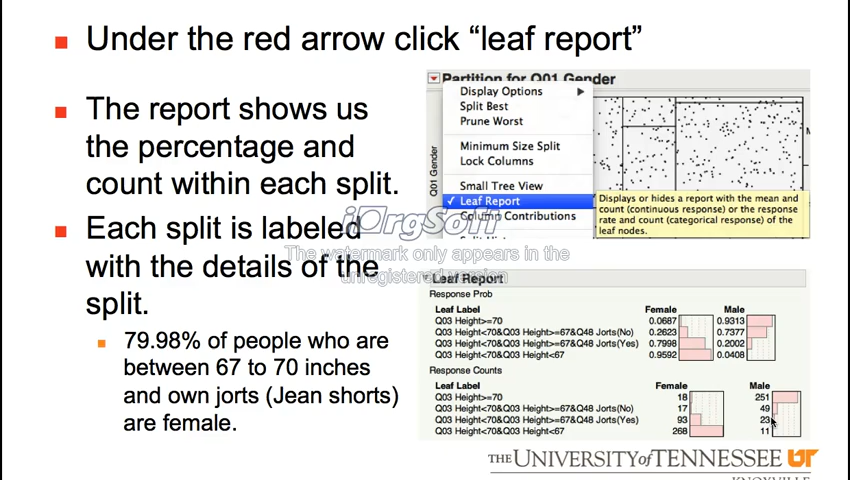 Under the red arrow click “leaf report”
The report shows us
the percentage and
count within each split.
Each split is labeled
with the details of the
split.
79.98% of people who are
between 67 to 70 inches
and own jorts (Jean shorts)
are female.
Partition for Q01 Gender
Display Options
Split Best
Prune Worst
Minimum Size Split
Lock Columns
Small Tree View
✓ Leaf Report
Column Contributions
Q01 Gender
Displays or hides a report with the mean and
count (continuous response) or the response
rate and count (categorical response) of the
leaf nodes.
iOrgSoft
The watermark only appears in the
unregistered version
Leaf Report
Response Prob
Leaf Label Female Male
Q03 Height>=70 0.0687 0.9313
Q03 Height<70&Q03 Height>=67&Q48 Jorts(No) 0.2623 0.7377
Q03 Height<70&Q03 Height>=67&Q48 Jorts(Yes) 0.7998 0.2002
Q03 Height<70&Q03 Height<67 0.9592 0.0408
Response Counts
Leaf Label Female Male
Q03 Height>=70 18 251
Q03 Height<70&Q03 Height>=67&Q48 Jorts(No) 17 49
Q03 Height<70&Q03 Height>=67&Q48 Jorts(Yes) 93 23
Q03 Height<70&Q03 Height<67 268 11
THE UNIVERSITY of TENNESSEE UT